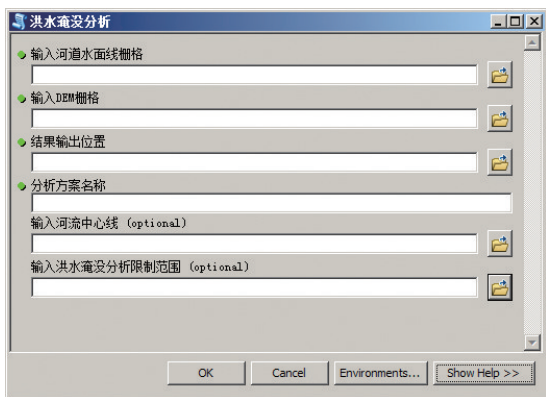 洪水淹没分析
输入河道水面线栅格
输入DEM栅格
结果输出位置
分析方案名称
输入河流中心线 (optional)
输入洪水淹没分析限制范围 (optional)
OK Cancel Environments... Show Help >>